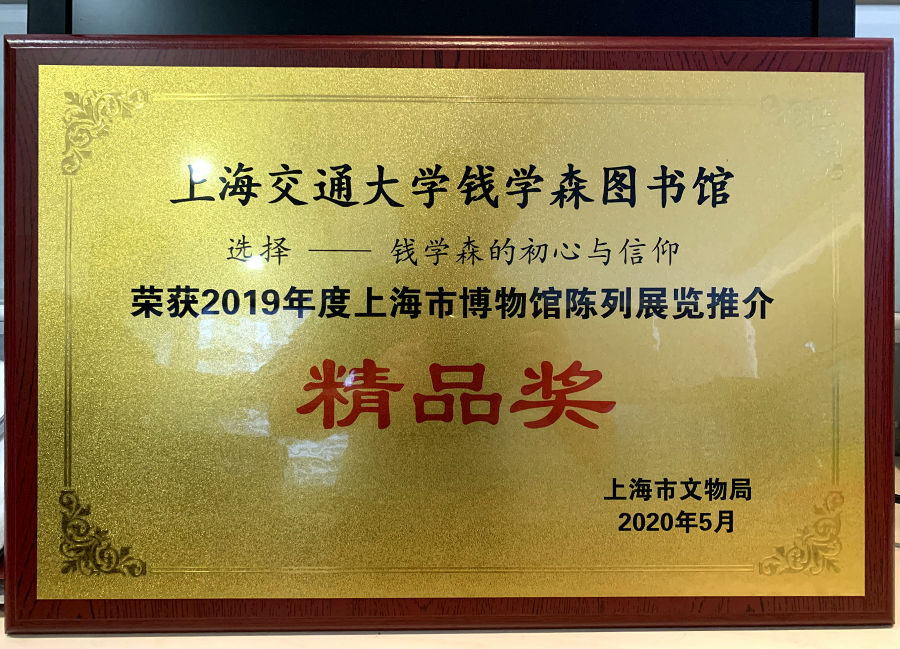 上海交通大学钱学森图书馆
选择 —— 钱学森的初心与信仰
荣获2019年度上海市博物馆陈列展览推介
精品奖
上海市文物局
2020年5月